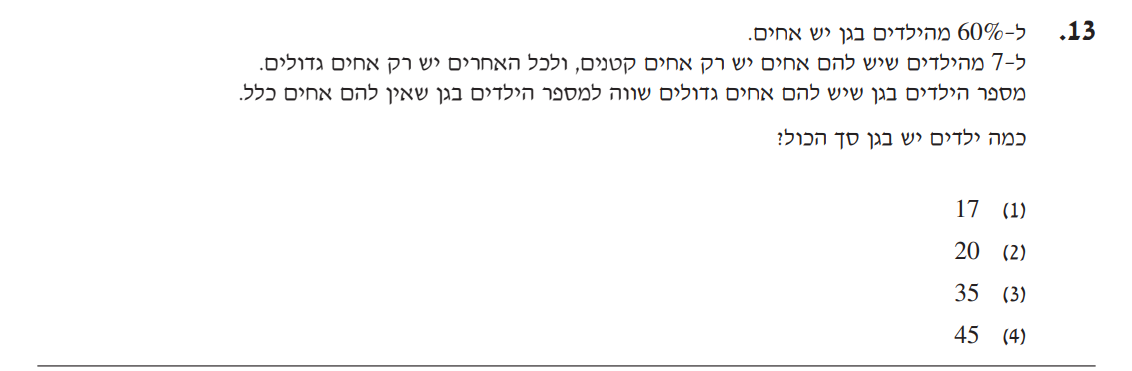 13. ל-60% מהילדים בגן יש אחים.
ל-7 מהילדים שיש להם אחים יש רק אחים קטנים, ולכל האחרים יש רק אחים גדולים.
מספר הילדים בגן שיש להם אחים גדולים שווה למספר הילדים בגן שאין להם אחים כלל.
כמה ילדים יש בגן סך הכול?
(1) 17
(2) 20
(3) 35
(4) 45